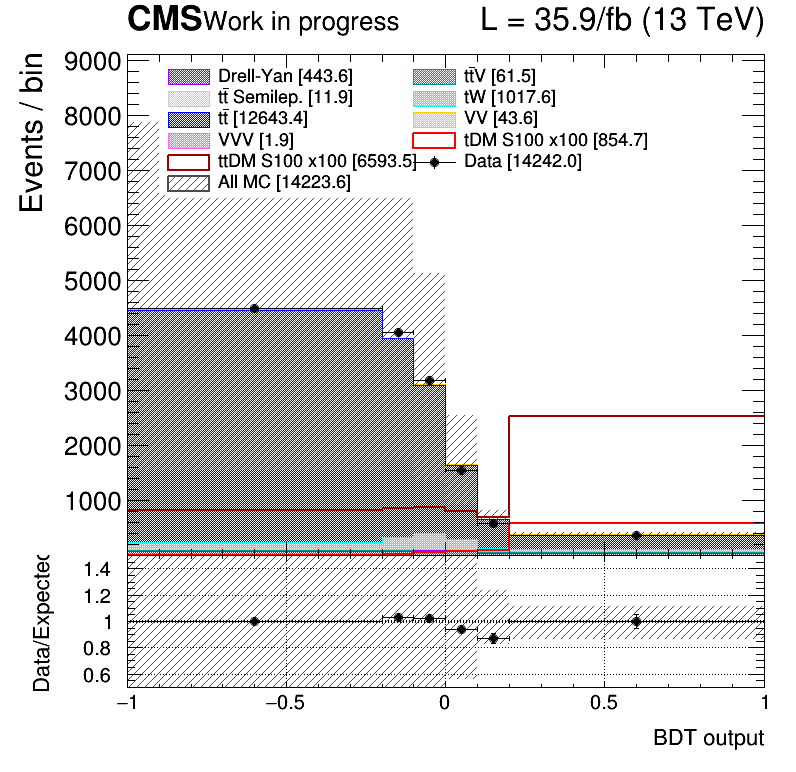 CMS Work in progress L = 35.9/fb (13 TeV)
Events / bin
9000
8000
7000
6000
5000
4000
3000
2000
1000
Drell-Yan [443.6] tt̄V [61.5]
tt̄ Semilep. [11.9] tW [1017.6]
tt̄ [12643.4] VV [43.6]
VVV [1.9] tDM S100 x100 [854.7]
ttDM S100 x100 [6593.5] Data [14242.0]
All MC [14223.6]
Data/Expected
1.4
1.2
1
0.8
0.6
−1 −0.5 0 0.5 1
BDT output